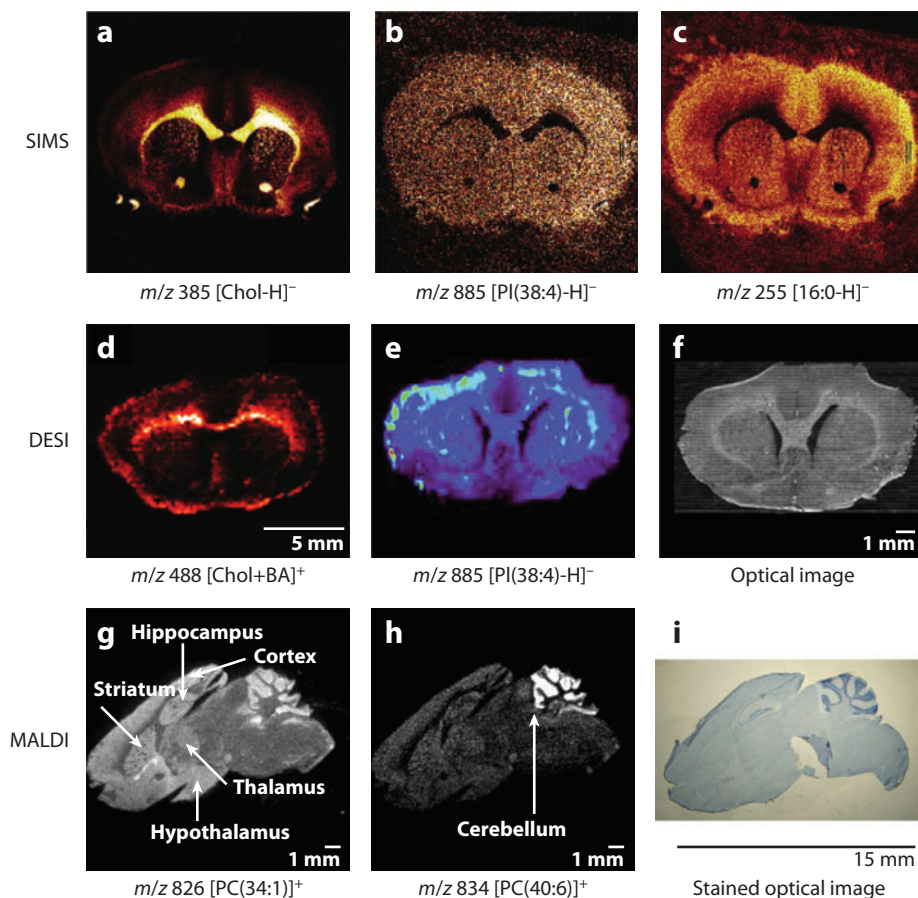 a
b
c
SIMS
m/z 385 [Chol-H]⁻
m/z 885 [PI(38:4)-H]⁻
m/z 255 [16:0-H]⁻
d
e
f
DESI
5 mm
1 mm
m/z 488 [Chol+BA]⁺
m/z 885 [PI(38:4)-H]⁻
Optical image
g
h
i
Hippocampus
Cortex
Striatum
MALDI
Thalamus
Hypothalamus
Cerebellum
1 mm
1 mm
15 mm
m/z 826 [PC(34:1)]⁺
m/z 834 [PC(40:6)]⁺
Stained optical image